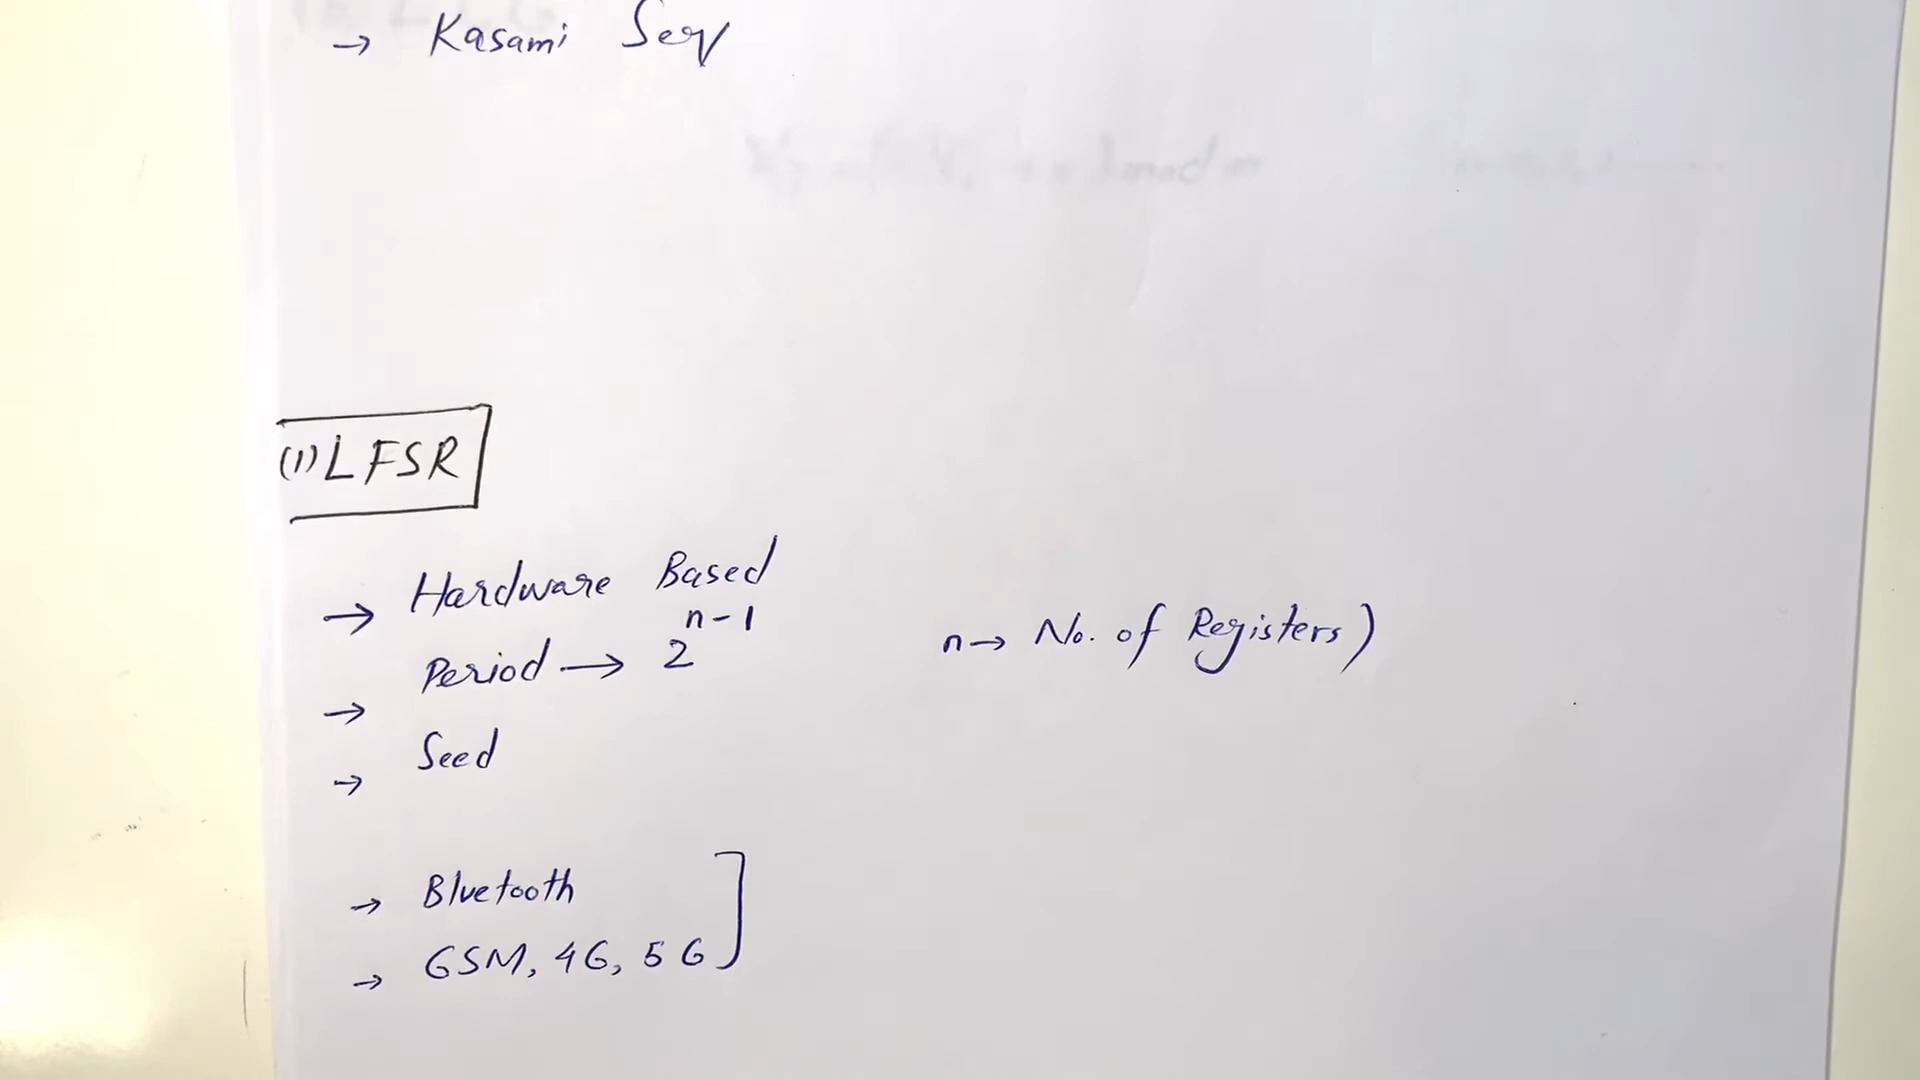 → Kasami Seq
(1) LFSR
→ Hardware Based
→ Period → 2^n-1 n → No. of Registers)
→ Seed
→ Bluetooth
→ GSM, 4G, 5G